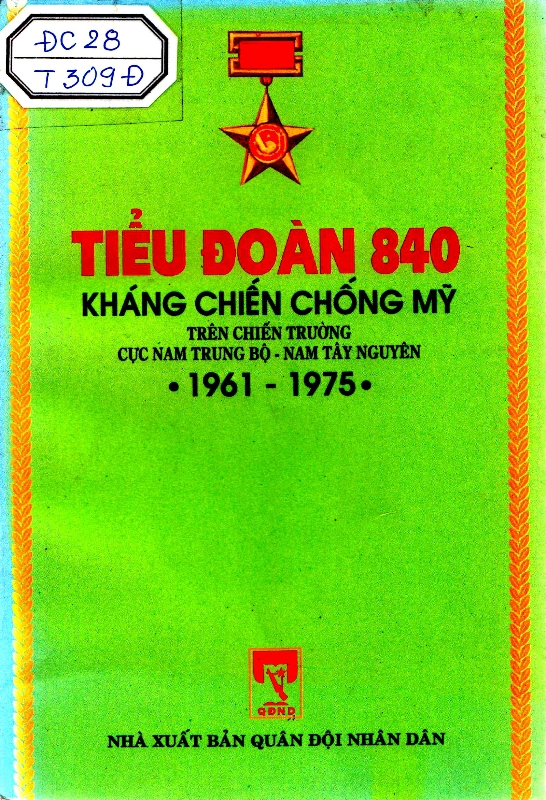 ĐC 28
T 309 Đ
TIỂU ĐOÀN 840
KHÁNG CHIẾN CHỐNG MỸ
TRÊN CHIẾN TRƯỜNG
CỰC NAM TRUNG BỘ - NAM TÂY NGUYÊN
• 1961 - 1975 •
QĐND
NHÀ XUẤT BẢN QUÂN ĐỘI NHÂN DÂN